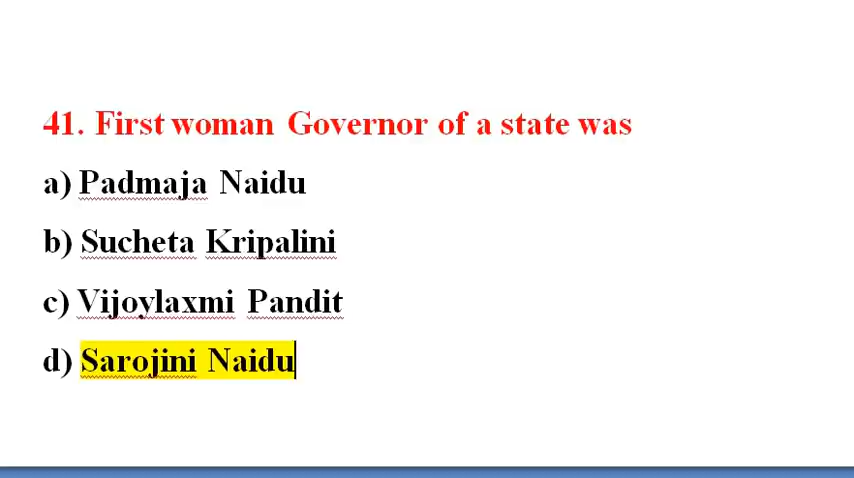 41. First woman Governor of a state was
a) Padmaja Naidu
b) Sucheta Kripalini
c) Vijoylaxmi Pandit
d) Sarojini Naidu